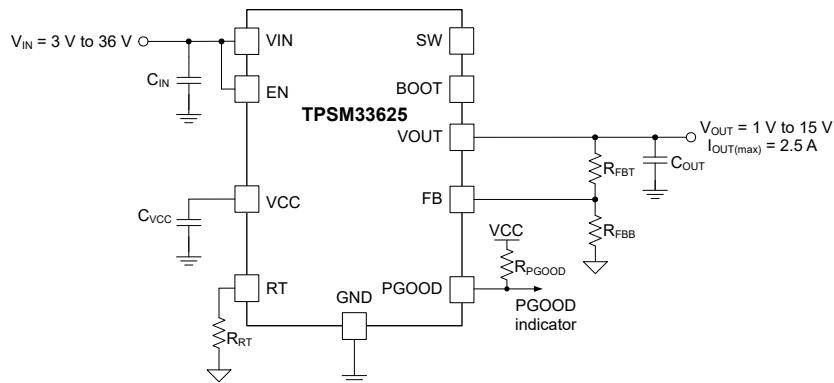 V_IN = 3 V to 36 V
VIN
SW
C_IN
EN
BOOT
TPSM33625
VOUT
V_OUT = 1 V to 15 V
I_OUT(max) = 2.5 A
R_FBT
C_OUT
VCC
FB
C_VCC
R_FBB
VCC
R_PGOOD
RT
GND
PGOOD
PGOOD
indicator
R_RT